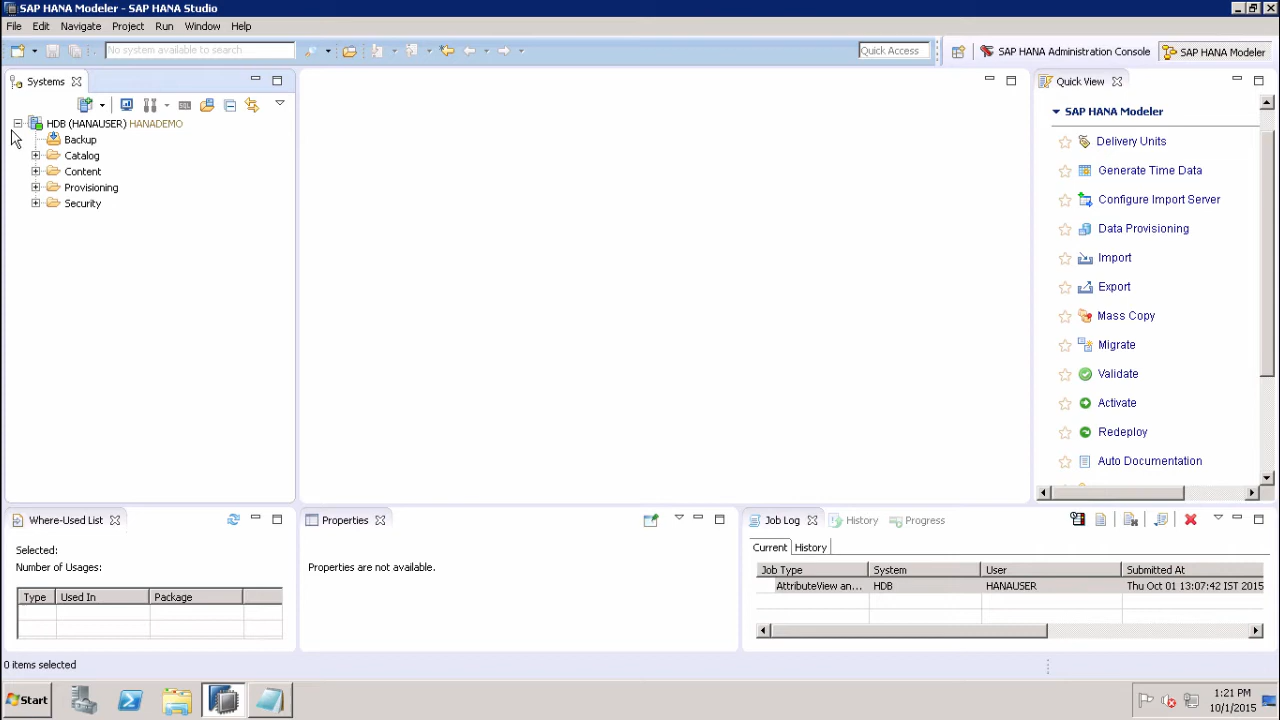 SAP HANA Modeler - SAP HANA Studio
File Edit Navigate Project Run Window Help
No system available to search
Quick Access
SAP HANA Administration Console
SAP HANA Modeler
Systems
HDB (HANAUSER) HANADEMO
Backup
Catalog
Content
Provisioning
Security
SQL
Quick View
SAP HANA Modeler
Delivery Units
Generate Time Data
Configure Import Server
Data Provisioning
Import
Export
Mass Copy
Migrate
Validate
Activate
Redeploy
Auto Documentation
Where-Used List
Selected:
Number of Usages:
Type Used In Package
Properties
Properties are not available.
Job Log History Progress
Current History
Job Type System User Submitted At
AttributeView an... HDB HANAUSER Thu Oct 01 13:07:42 IST 2015
0 items selected
Start
1:21 PM
10/1/2015